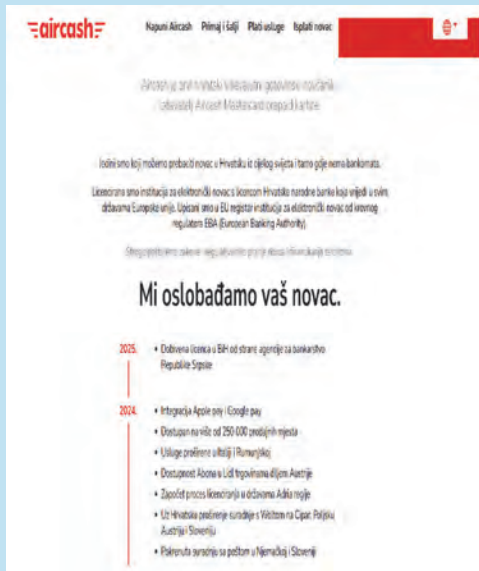 aircash
Napuni Aircash Primaj i šalji Plati usluge Isplati novac
Jedini smo koji možemo prebaciti novac u Hrvatsku iz cijelog svijeta i tamo gdje nema bankomata.
Licencirana smo institucija za elektronički novac s licencom Hrvatske narodne banke koja vrijedi u svim
državama Europske unije. Upisani smo u EU registar institucija za elektronički novac od krovnog
regulatora EBA (European Banking Authority)
Mi oslobađamo vaš novac.
2025.
• Dobivena licenca u BiH od strane agencije za bankarstvo
Republike Srpske
2024.
• Integracija Apple pay i Google pay
• Dostupan na više od 250 000 prodajnih mjesta
• Usluge proširene u Italiji i Rumunjskoj
• Dostupnost Abona u Lidl trgovinama diljem Austrije
• Započet proces licenciranja u državama Adria regije
• Uz Hrvatsku proširenje suradnje s Woltom na Cipar, Poljsku
Austriju i Sloveniju
• Pokrenuta suradnja sa poštom u Njemačkoj i Sloveniji